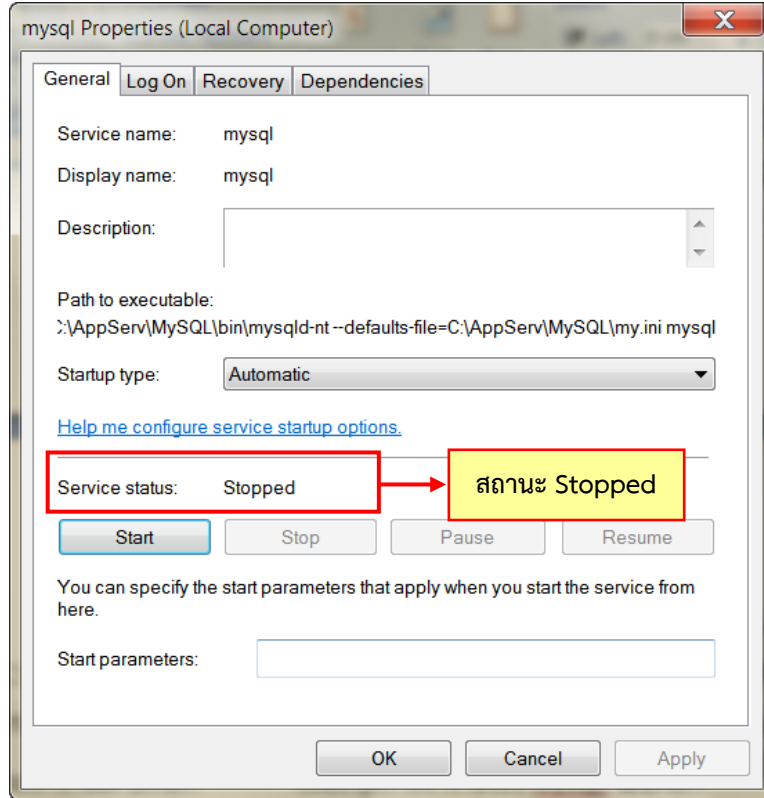 mysql Properties (Local Computer)
General Log On Recovery Dependencies
Service name: mysql
Display name: mysql
Description:
Path to executable:
:\AppServ\MySQL\bin\mysqld-nt --defaults-file=C:\AppServ\MySQL\my.ini mysql
Startup type: Automatic
Help me configure service startup options.
Service status: Stopped
สถานะ Stopped
Start Stop Pause Resume
You can specify the start parameters that apply when you start the service from
here.
Start parameters:
OK Cancel Apply